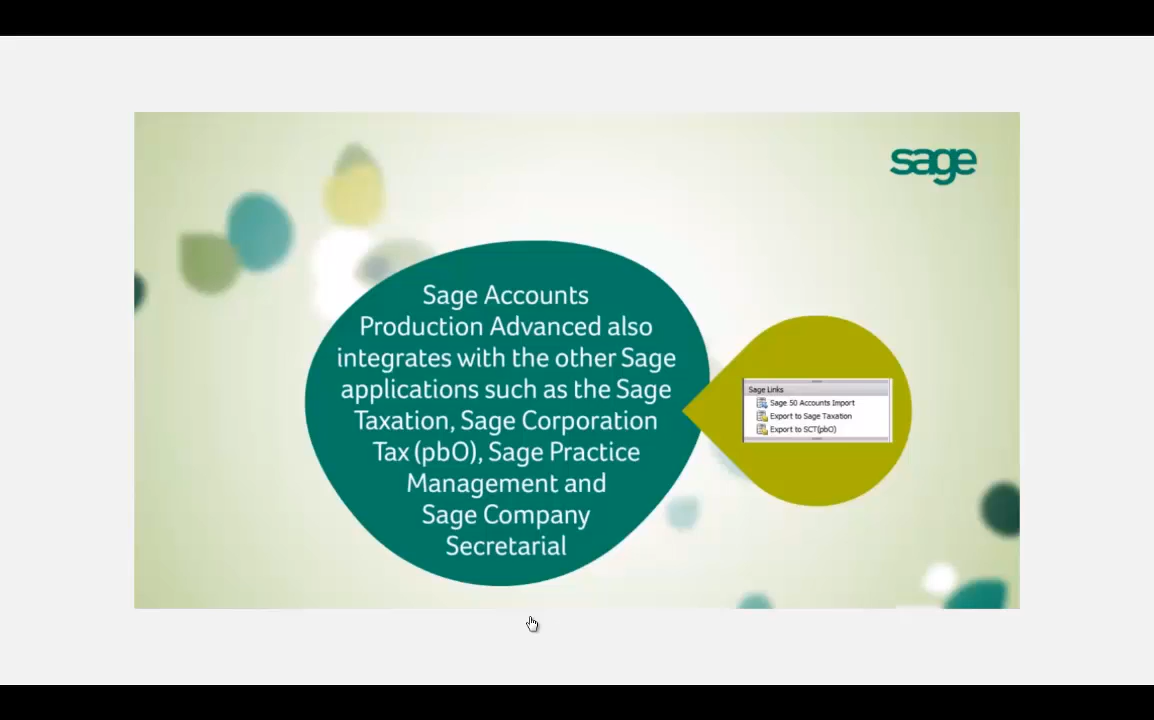 sage
Sage Accounts
Production Advanced also
integrates with the other Sage
applications such as the Sage
Taxation, Sage Corporation
Tax (pbO), Sage Practice
Management and
Sage Company
Secretarial
Sage Links
Sage 50 Accounts Import
Export to Sage Taxation
Export to SCT(pbO)